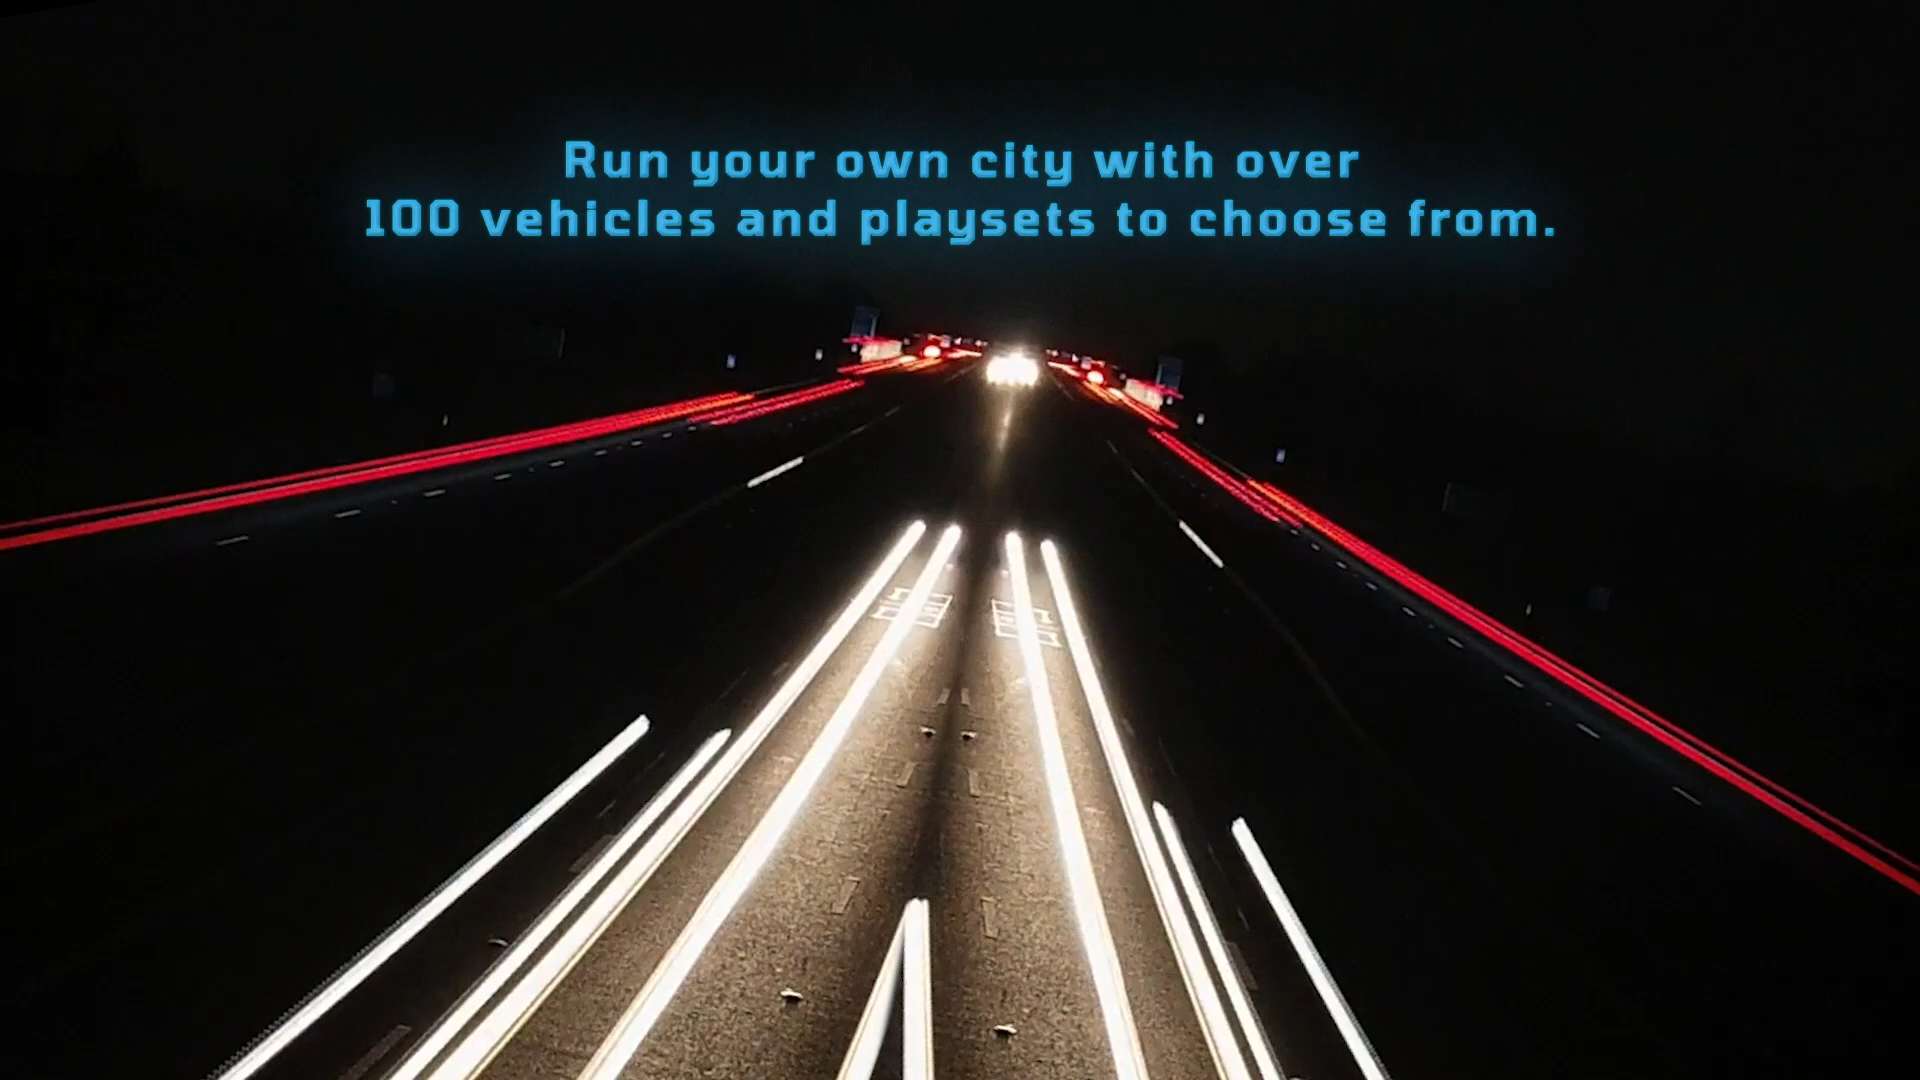 Run your own city with over
100 vehicles and playsets to choose from.